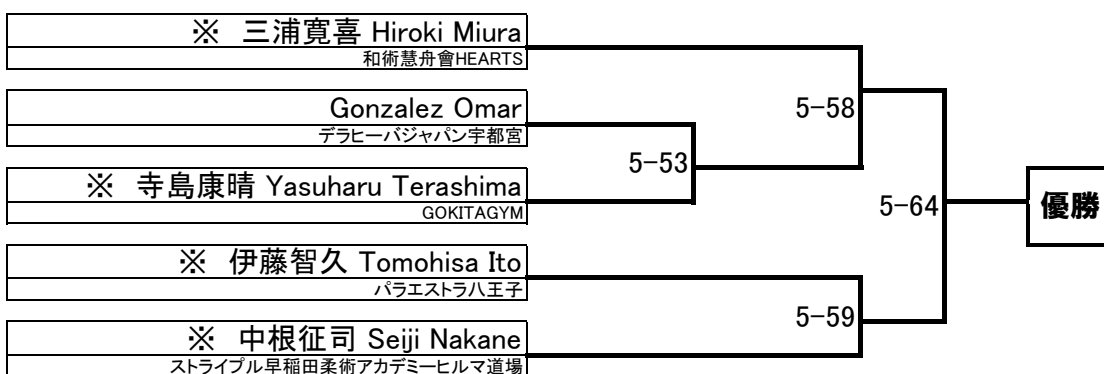 ※ 三浦寛喜 Hiroki Miura
和術慧舟會HEARTS
Gonzalez Omar
デラヒーバジャパン宇都宮
※ 寺島康晴 Yasuharu Terashima
GOKITAGYM
※ 伊藤智久 Tomohisa Ito
パラエストラ八王子
※ 中根征司 Seiji Nakane
ストライプル早稲田柔術アカデミーヒルマ道場
5-53
5-58
5-59
5-64
優勝